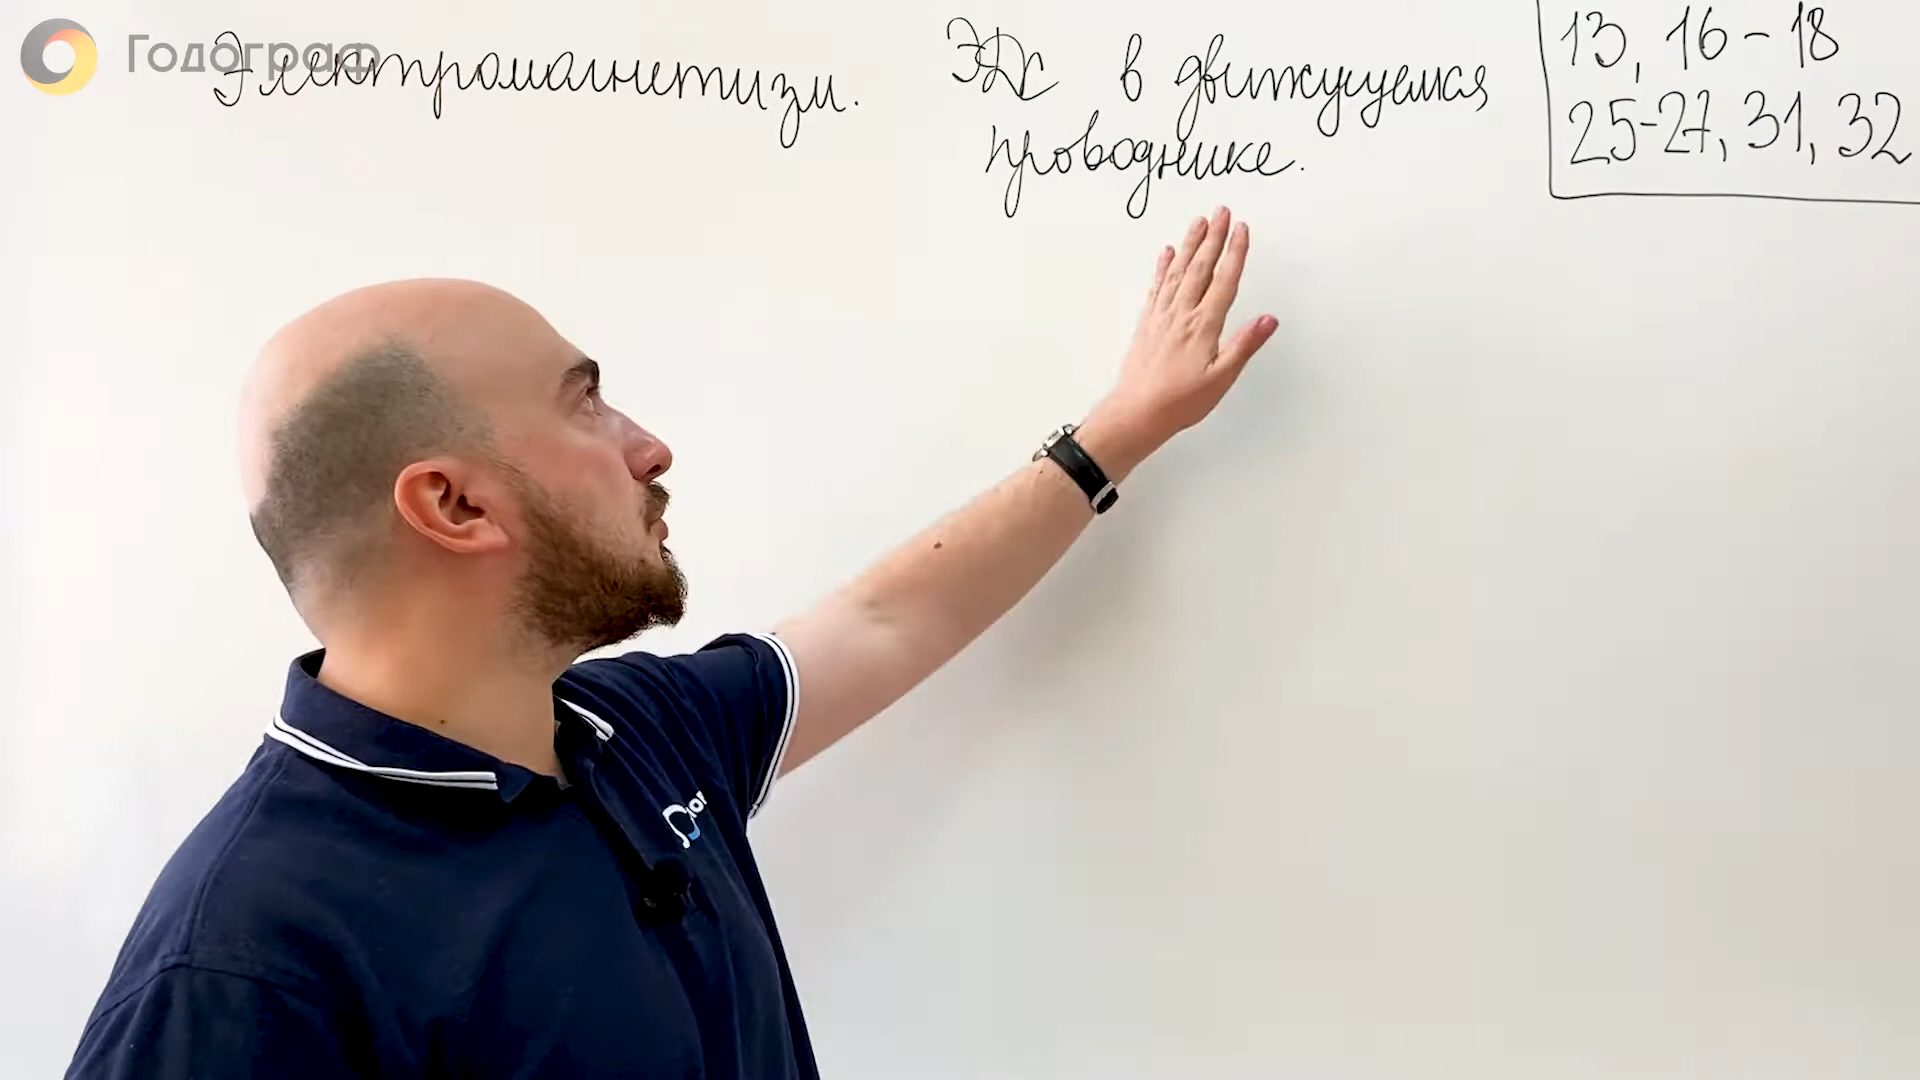 Годограф
Электромагнетизм.
ЭДС в движущемся
проводнике.
13, 16-18
25-27, 31, 32